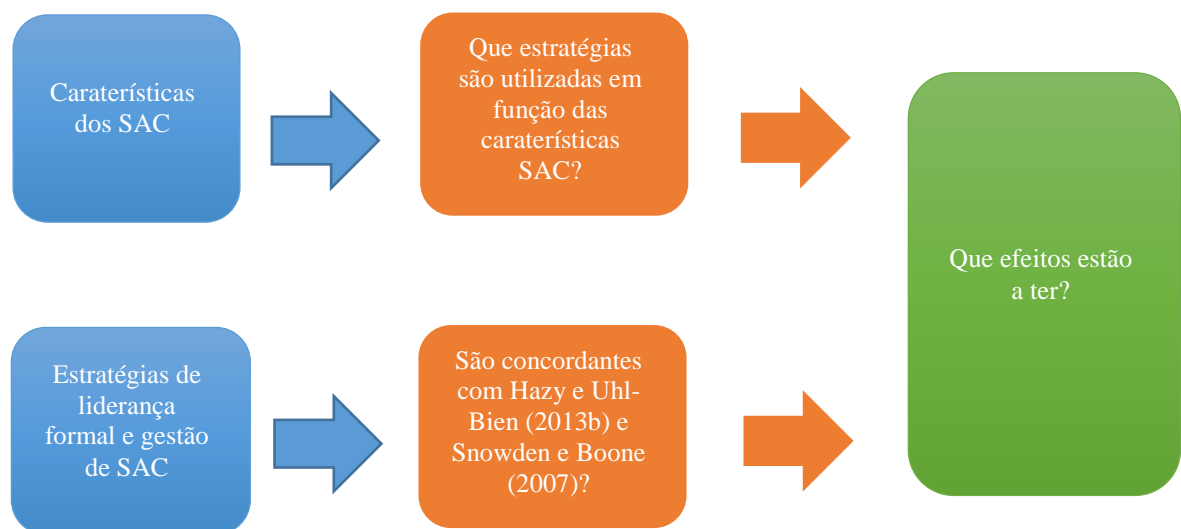 Caraterísticas
dos SAC
Que estratégias
são utilizadas em
função das
caraterísticas
SAC?
Estratégias de
liderança
formal e gestão
de SAC
São concordantes
com Hazy e Uhl-
Bien (2013b) e
Snowden e Boone
(2007)?
Que efeitos estão
a ter?